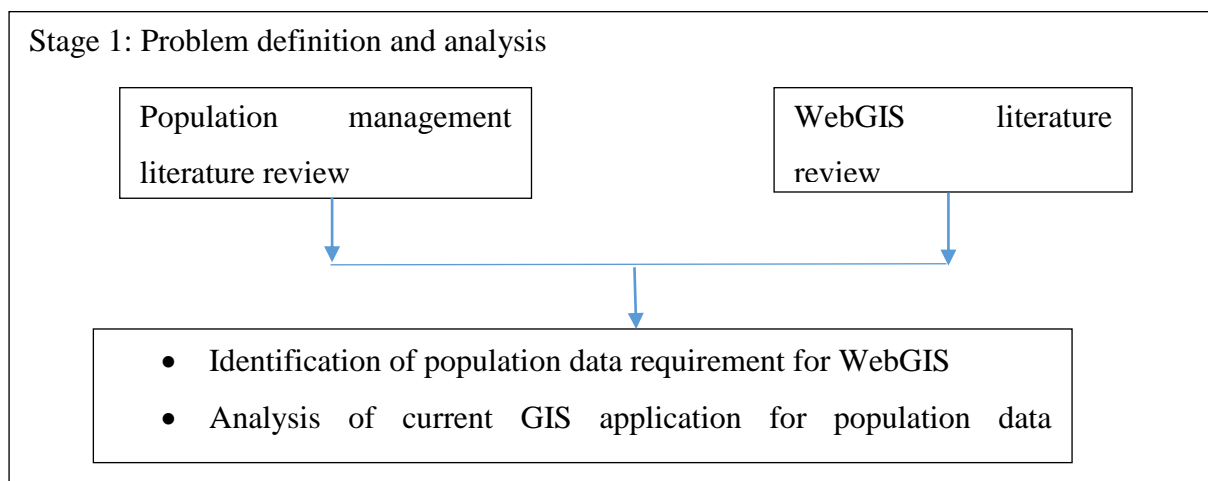 Stage 1: Problem definition and analysis
Population management
literature review
WebGIS literature
review
• Identification of population data requirement for WebGIS
• Analysis of current GIS application for population data